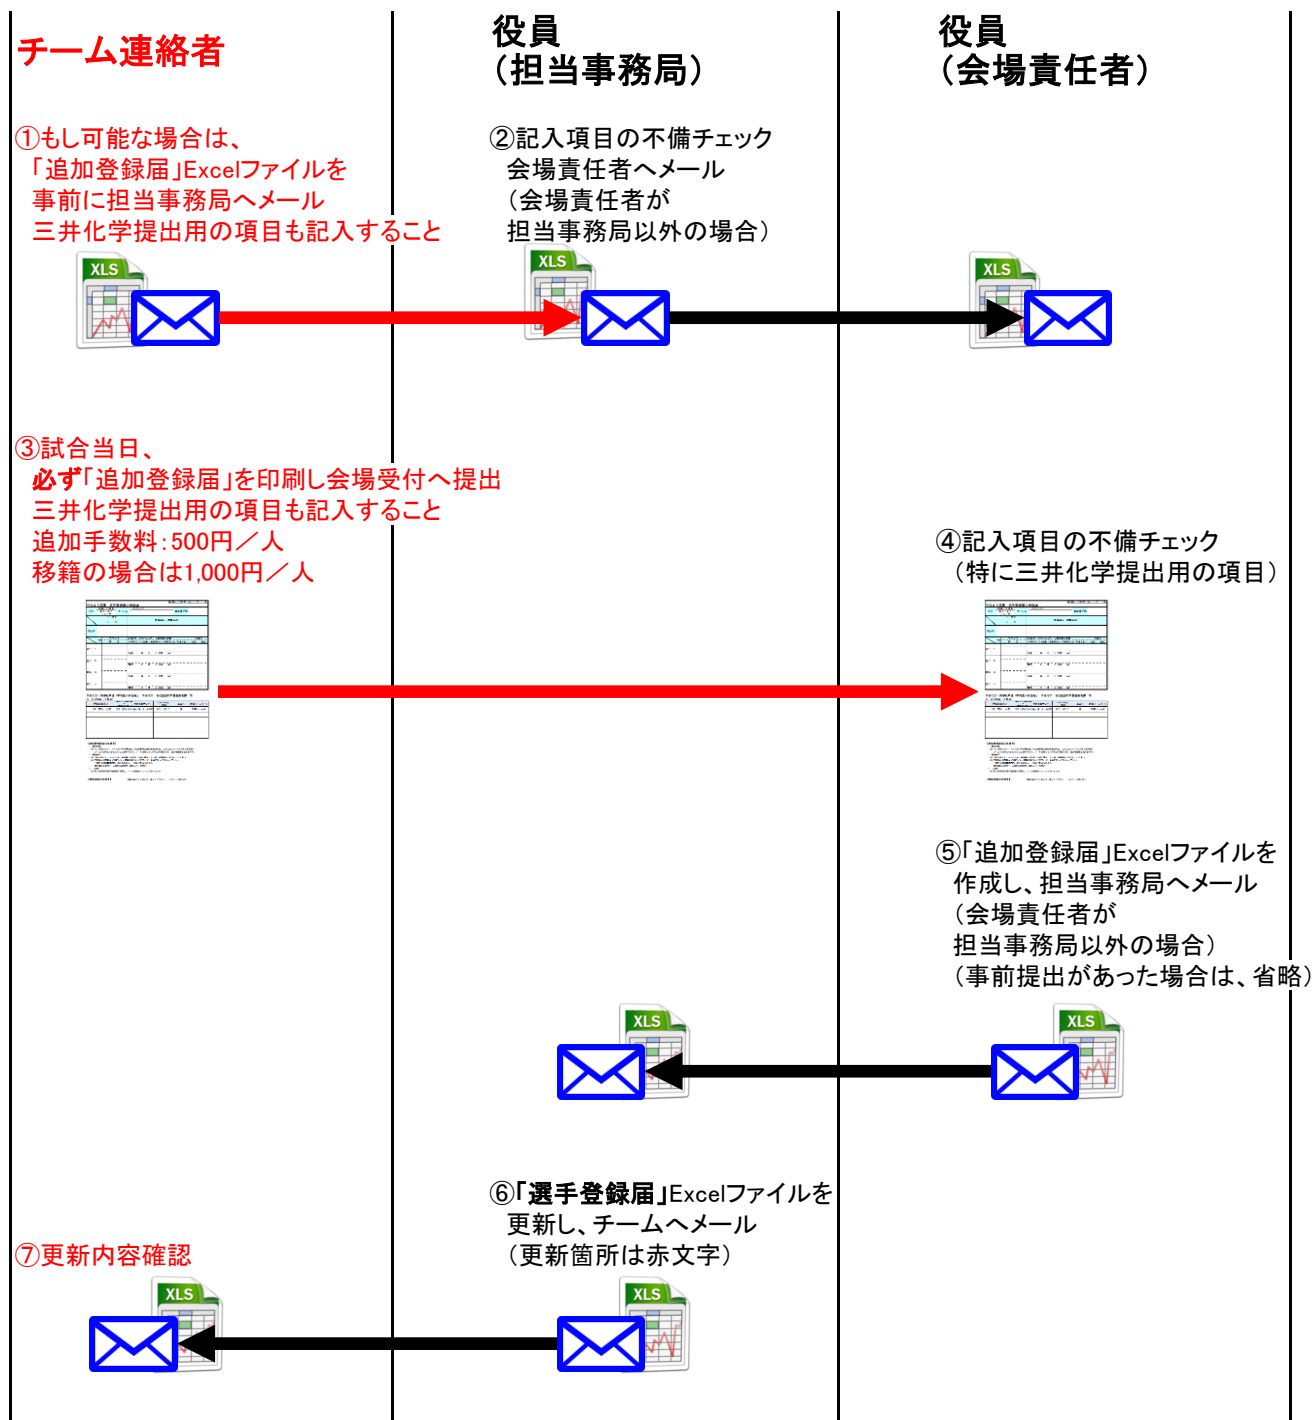 チーム連絡者
役員
（担当事務局）
役員
（会場責任者）
①もし可能な場合は、
「追加登録届」Excelファイルを
事前に担当事務局へメール
三井化学提出用の項目も記入すること
②記入項目の不備チェック
会場責任者へメール
（会場責任者が
担当事務局以外の場合）
XLS
XLS
XLS
③試合当日、
必ず「追加登録届」を印刷し会場受付へ提出
三井化学提出用の項目も記入すること
追加手数料：500円／人
移籍の場合は1,000円／人
④記入項目の不備チェック
（特に三井化学提出用の項目）
⑤「追加登録届」Excelファイルを
作成し、担当事務局へメール
（会場責任者が
担当事務局以外の場合）
（事前提出があった場合は、省略）
XLS
XLS
⑥「選手登録届」Excelファイルを
更新し、チームへメール
（更新箇所は赤文字）
⑦更新内容確認
XLS
XLS